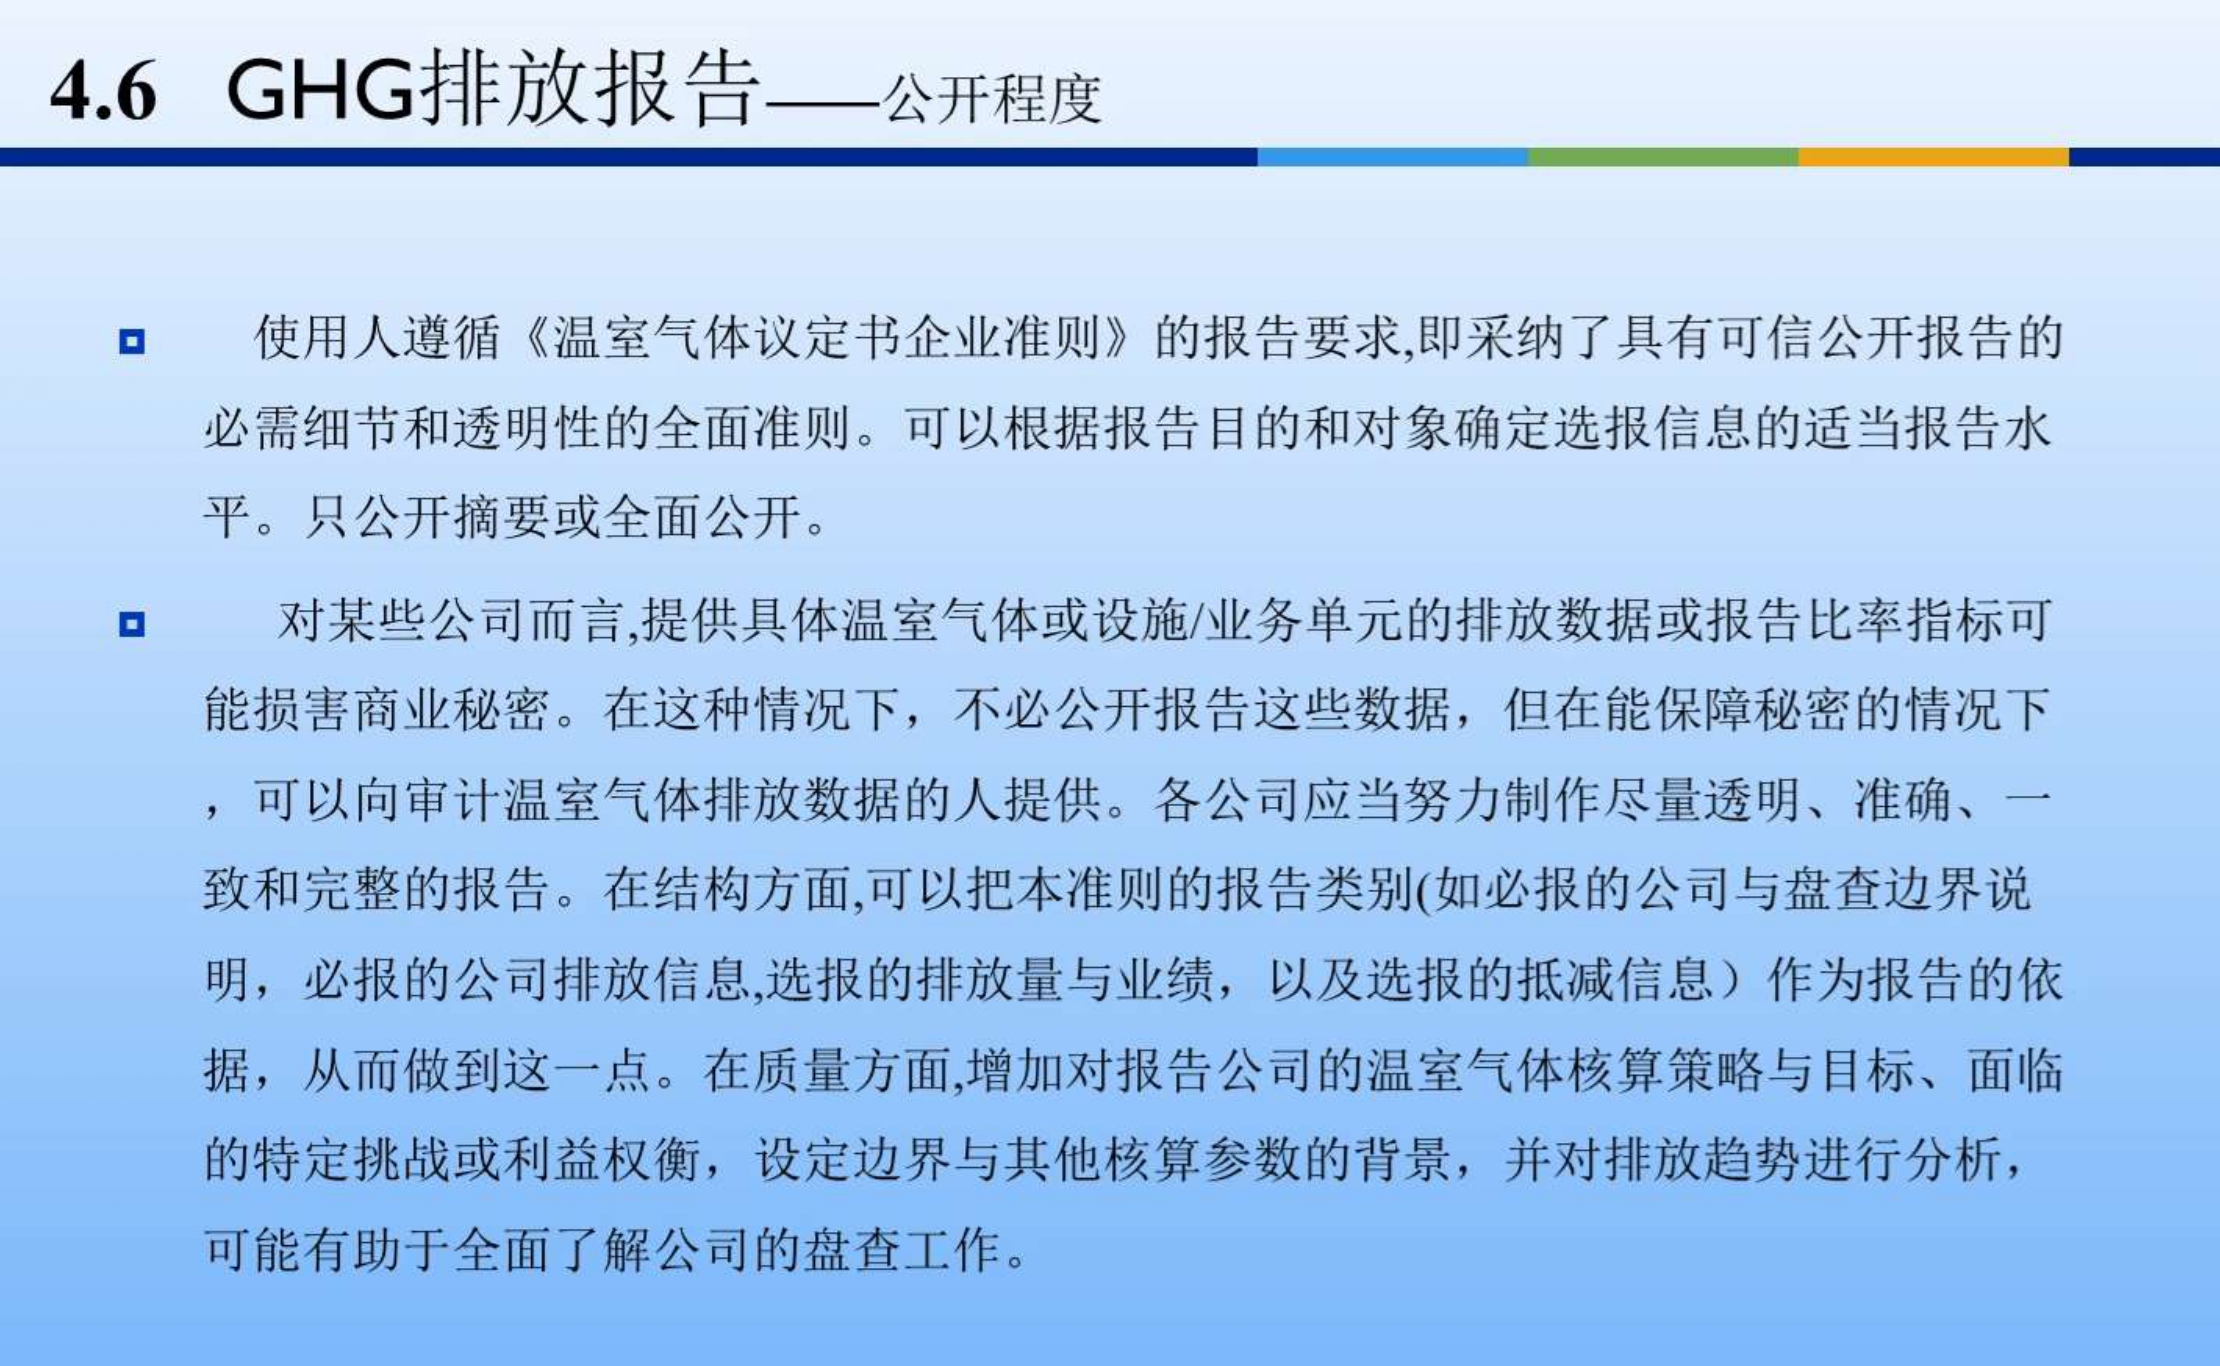 4.6 GHG排放报告——公开程度
使用人遵循《温室气体议定书企业准则》的报告要求,即采纳了具有可信公开报告的
必需细节和透明性的全面准则。可以根据报告目的和对象确定选报信息的适当报告水
平。只公开摘要或全面公开。
对某些公司而言,提供具体温室气体或设施/业务单元的排放数据或报告比率指标可
能损害商业秘密。在这种情况下，不必公开报告这些数据，但在能保障秘密的情况下
，可以向审计温室气体排放数据的人提供。各公司应当努力制作尽量透明、准确、一
致和完整的报告。在结构方面,可以把本准则的报告类别(如必报的公司与盘查边界说
明，必报的公司排放信息,选报的排放量与业绩，以及选报的抵减信息）作为报告的依
据，从而做到这一点。在质量方面,增加对报告公司的温室气体核算策略与目标、面临
的特定挑战或利益权衡，设定边界与其他核算参数的背景，并对排放趋势进行分析，
可能有助于全面了解公司的盘查工作。